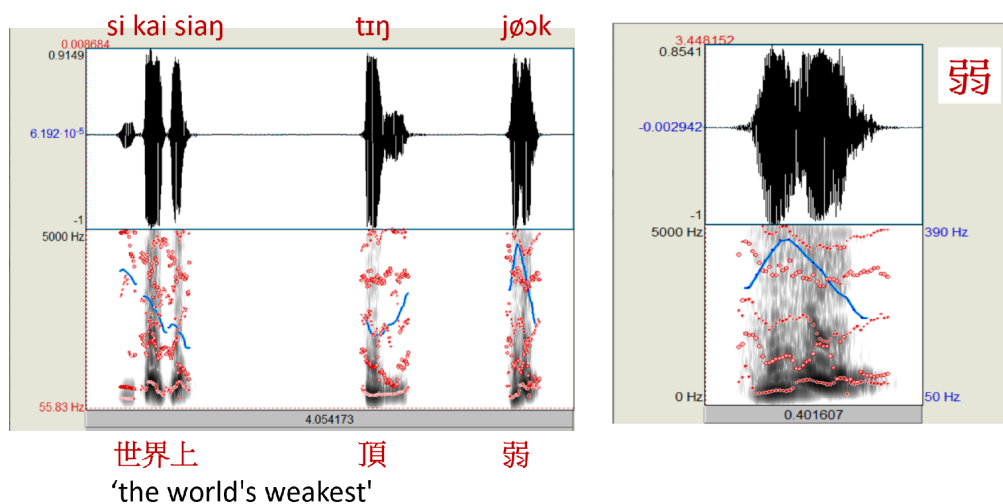 si kai siaŋ tɪŋ jøɔk
0.008684
0.9149
6.192·10⁻⁵
-1
5000 Hz
55.83 Hz
4.054173
世界上 頂 弱
‘the world's weakest'
3.448152
0.8541
弱
-0.002942
-1
5000 Hz 390 Hz
0 Hz 50 Hz
0.401607